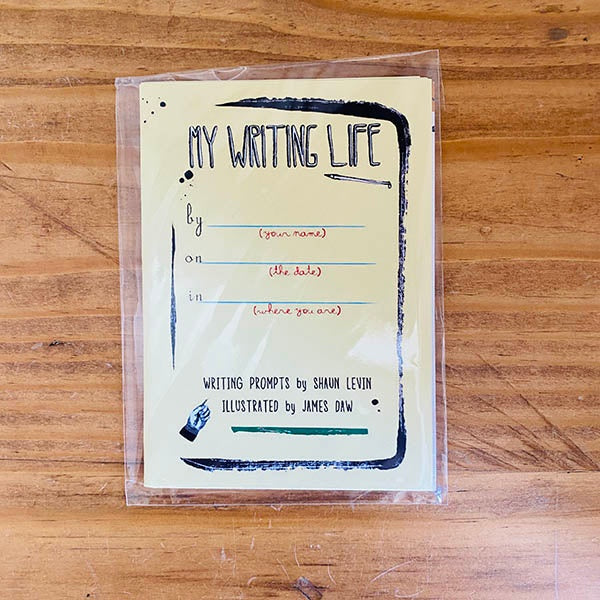 MY WRITING LIFE
by
(your name)
on
(the date)
in
(where you are)
WRITING PROMPTS by SHAUN LEVIN
ILLUSTRATED by JAMES DAW